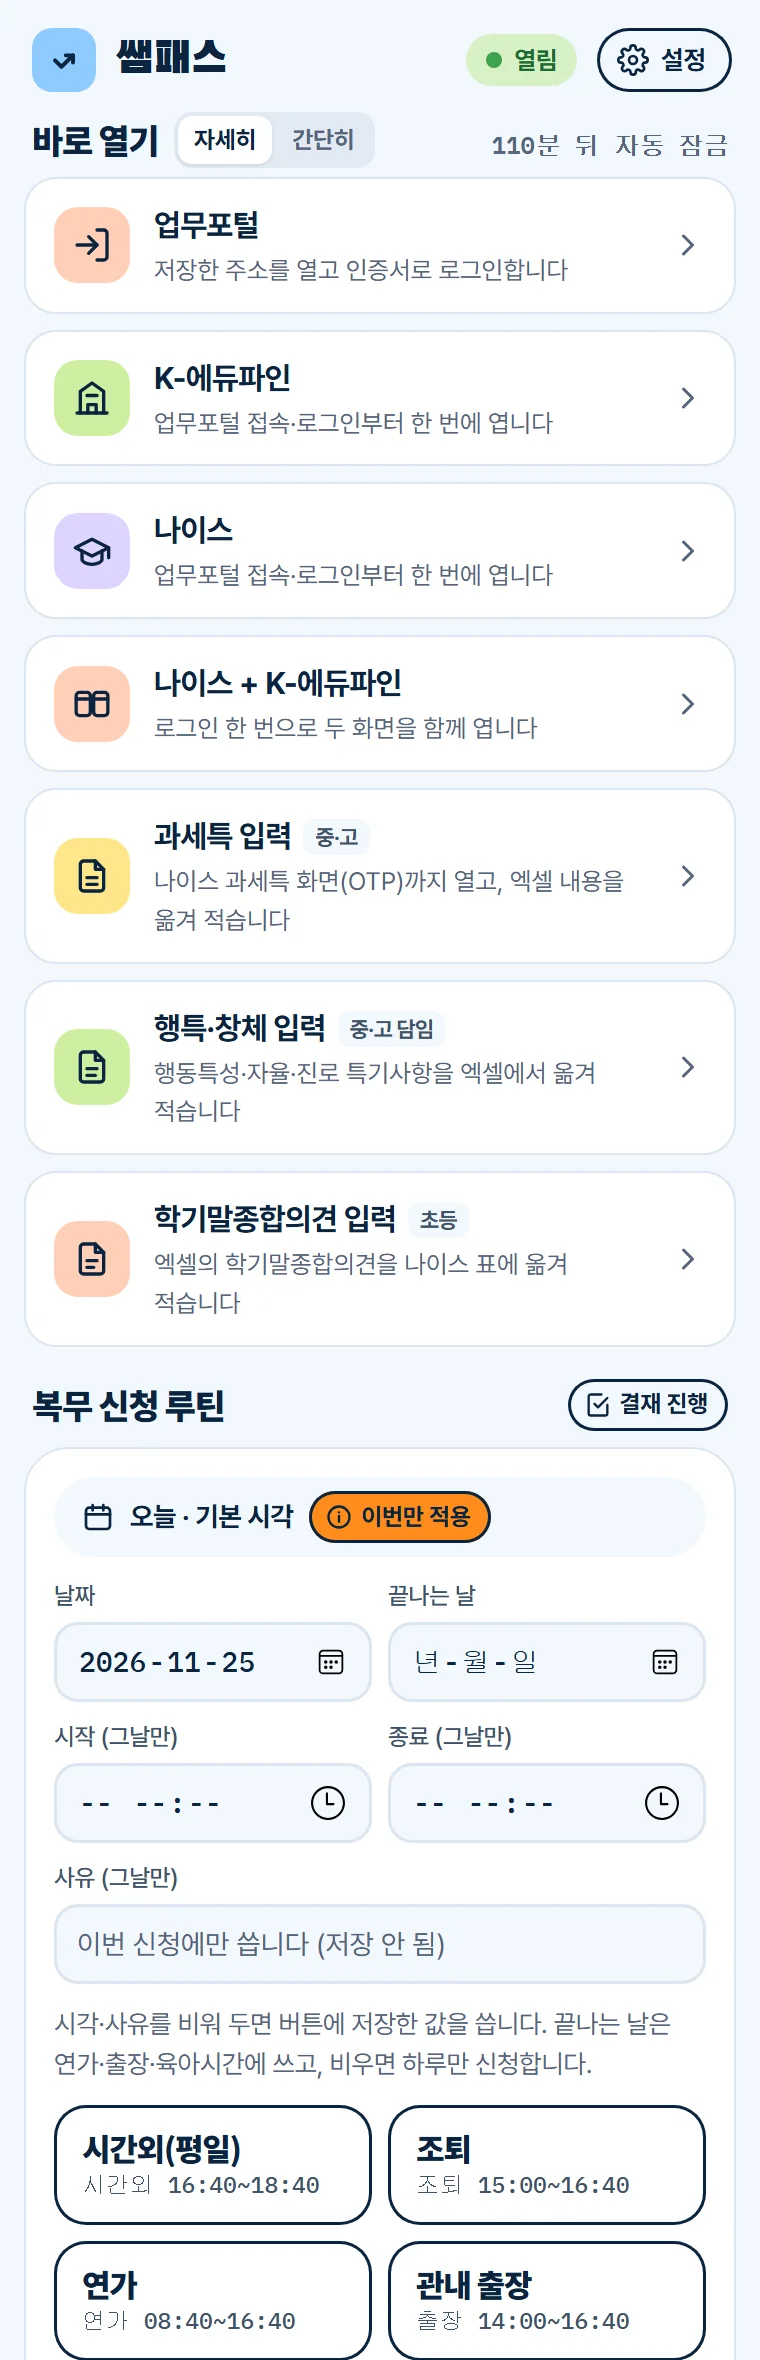 쌤패스
열림
설정
바로 열기
자세히
간단히
110분 뒤 자동 잠금
업무포털
저장한 주소를 열고 인증서로 로그인합니다
K-에듀파인
업무포털 접속·로그인부터 한 번에 엽니다
나이스
업무포털 접속·로그인부터 한 번에 엽니다
나이스 + K-에듀파인
로그인 한 번으로 두 화면을 함께 엽니다
과세특 입력 중·고
나이스 과세특 화면(OTP)까지 열고, 엑셀 내용을
옮겨 적습니다
행특·창체 입력 중·고 담임
행동특성·자율·진로 특기사항을 엑셀에서 옮겨
적습니다
학기말종합의견 입력 초등
엑셀의 학기말종합의견을 나이스 표에 옮겨
적습니다
복무 신청 루틴
결재 진행
오늘 · 기본 시각
이번만 적용
날짜
끝나는 날
2026-11-25
년-월-일
시작 (그날만)
종료 (그날만)
-- --:--
-- --:--
사유 (그날만)
이번 신청에만 씁니다 (저장 안 됨)
시각·사유를 비워 두면 버튼에 저장한 값을 씁니다. 끝나는 날은
연가·출장·육아시간에 쓰고, 비우면 하루만 신청합니다.
시간외(평일)
시간외 16:40~18:40
조퇴
조퇴 15:00~16:40
연가
연가 08:40~16:40
관내 출장
출장 14:00~16:40